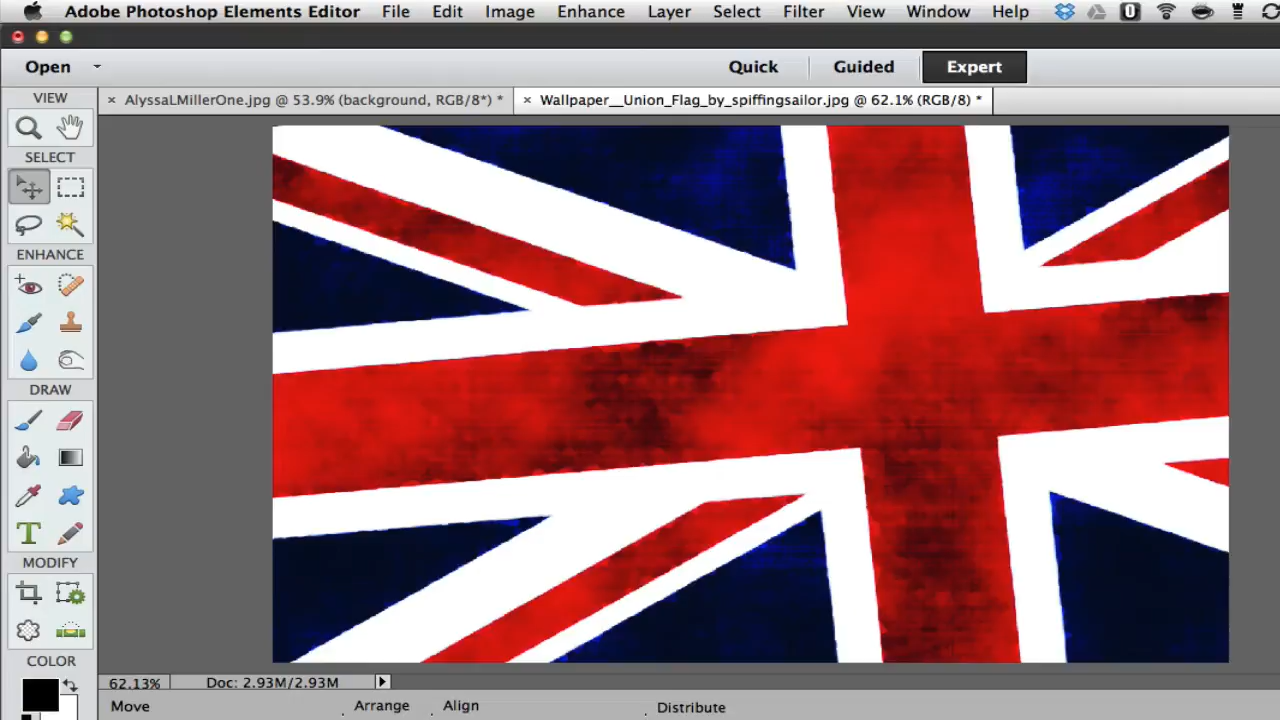 Adobe Photoshop Elements Editor File Edit Image Enhance Layer Select Filter View Window Help
Open Quick Guided Expert
VIEW
× AlyssaLMillerOne.jpg @ 53.9% (background, RGB/8*) * × Wallpaper__Union_Flag_by_spiffingsailor.jpg @ 62.1% (RGB/8) *
SELECT
ENHANCE
DRAW
T
MODIFY
COLOR
62.13% Doc: 2.93M/2.93M
Move Arrange Align Distribute